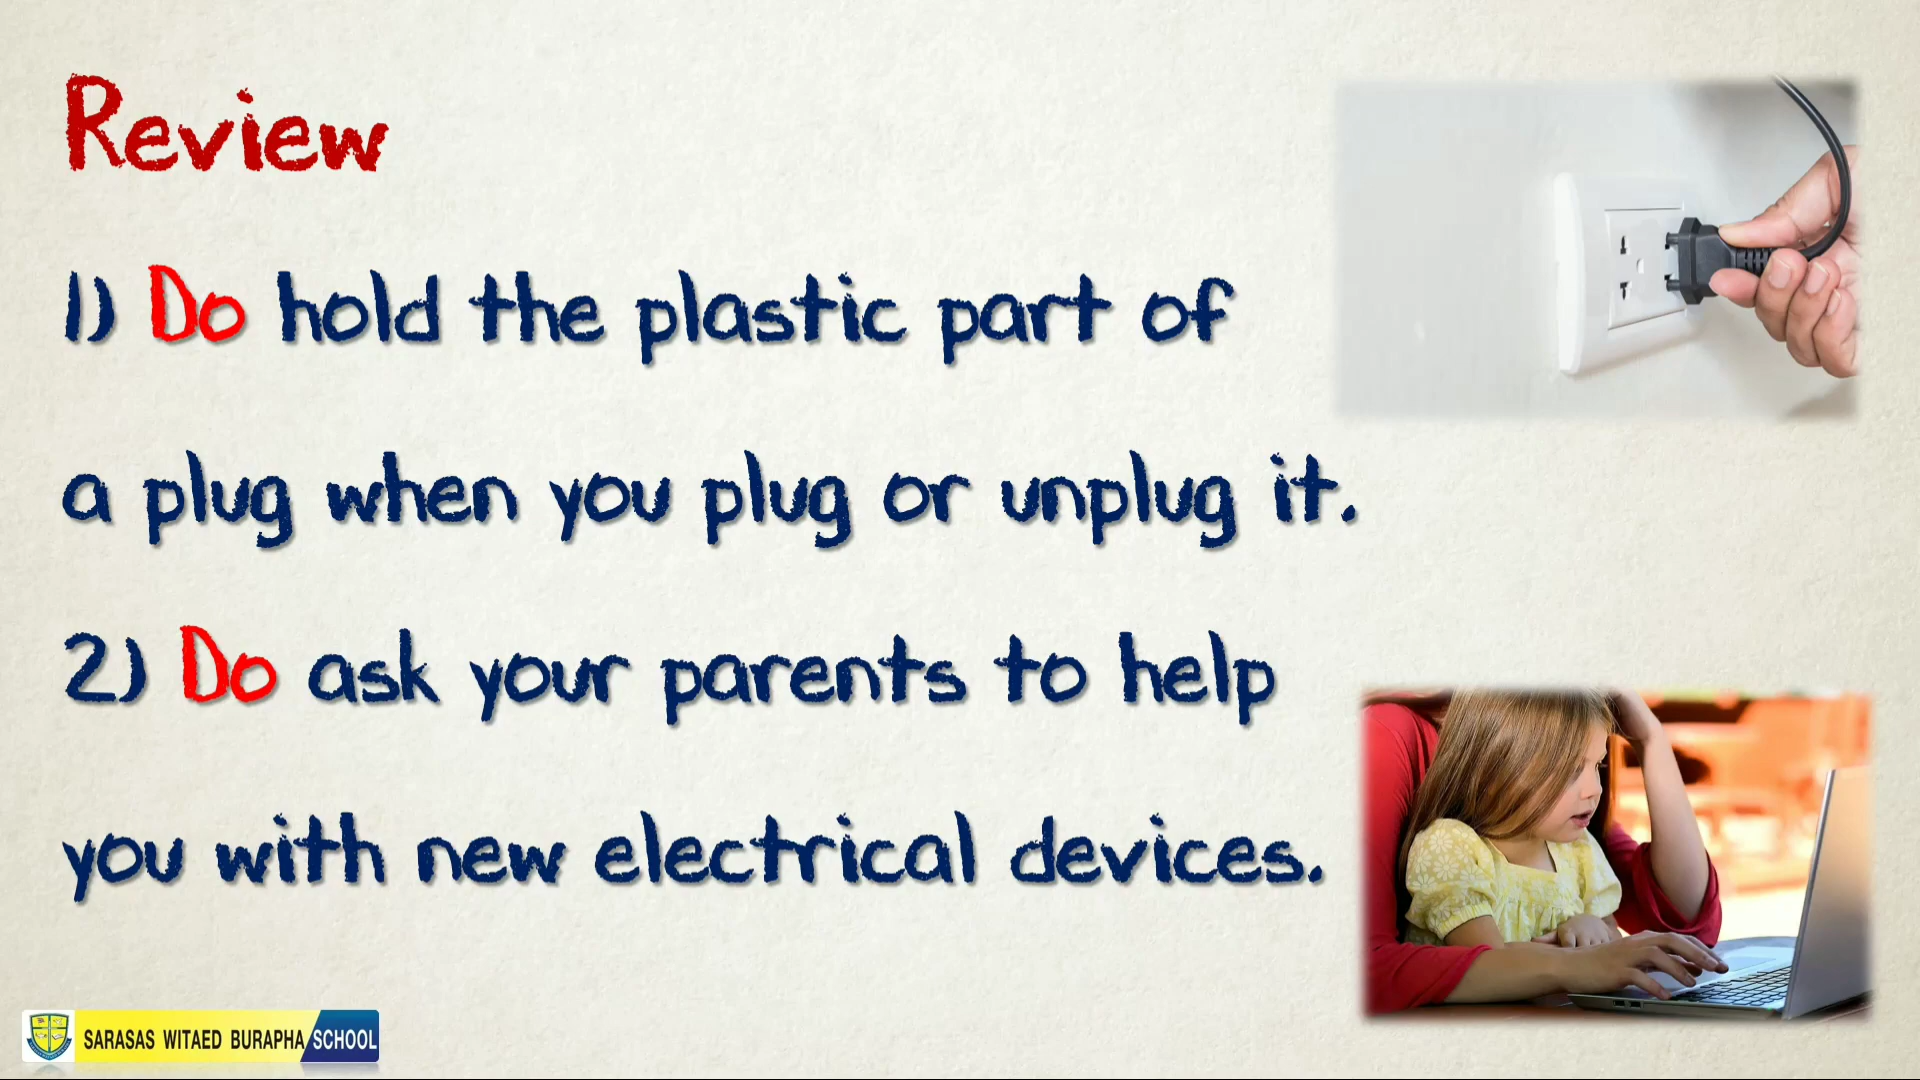 Review
1) Do hold the plastic part of
a plug when you plug or unplug it.
2) Do ask your parents to help
you with new electrical devices.
SARASAS WITAED BURAPHA SCHOOL